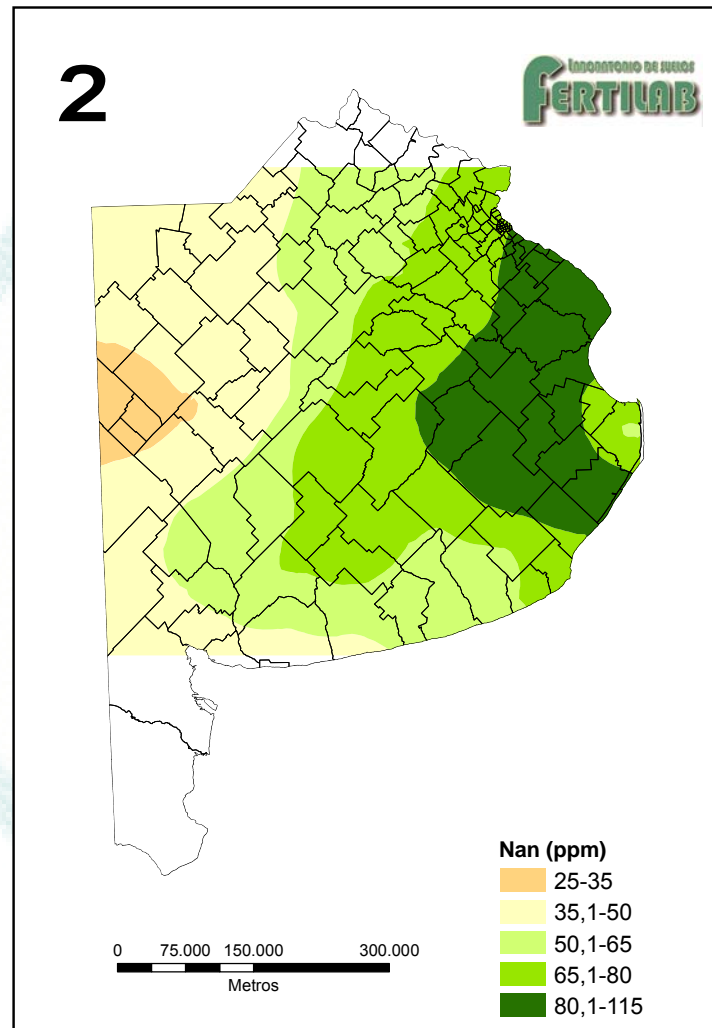 2
LABORATORIO DE SUELOS
FERTILAB
Nan (ppm)
25-35
35,1-50
50,1-65
65,1-80
80,1-115
0 75.000 150.000 300.000
Metros